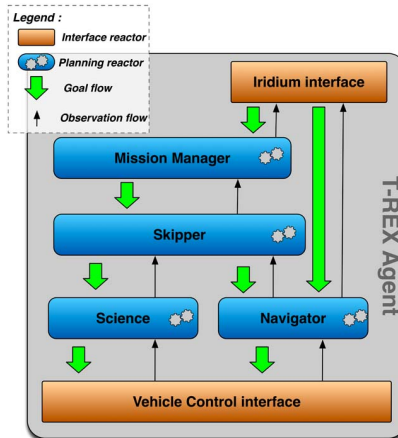 Legend :
Interface reactor
Planning reactor
Goal flow
Observation flow
Iridium interface
Mission Manager
Skipper
Science
Navigator
Vehicle Control interface
T-REX Agent